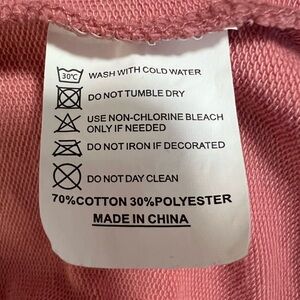 30°C WASH WITH COLD WATER
DO NOT TUMBLE DRY
USE NON-CHLORINE BLEACH
ONLY IF NEEDED
DO NOT IRON IF DECORATED
DO NOT DAY CLEAN
70%COTTON 30%POLYESTER
MADE IN CHINA